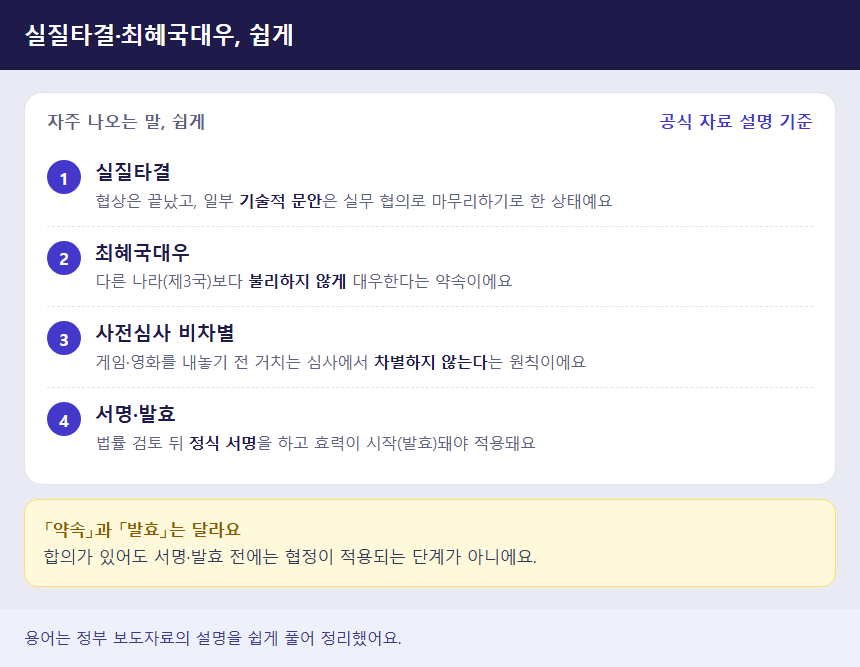 실질타결·최혜국대우, 쉽게
자주 나오는 말, 쉽게
공식 자료 설명 기준
1
실질타결
협상은 끝났고, 일부 기술적 문안은 실무 협의로 마무리하기로 한 상태예요
2
최혜국대우
다른 나라(제3국)보다 불리하지 않게 대우한다는 약속이에요
3
사전심사 비차별
게임·영화를 내놓기 전 거치는 심사에서 차별하지 않는다는 원칙이에요
4
서명·발효
법률 검토 뒤 정식 서명을 하고 효력이 시작(발효)돼야 적용돼요
「약속」과 「발효」는 달라요
합의가 있어도 서명·발효 전에는 협정이 적용되는 단계가 아니에요.
용어는 정부 보도자료의 설명을 쉽게 풀어 정리했어요.